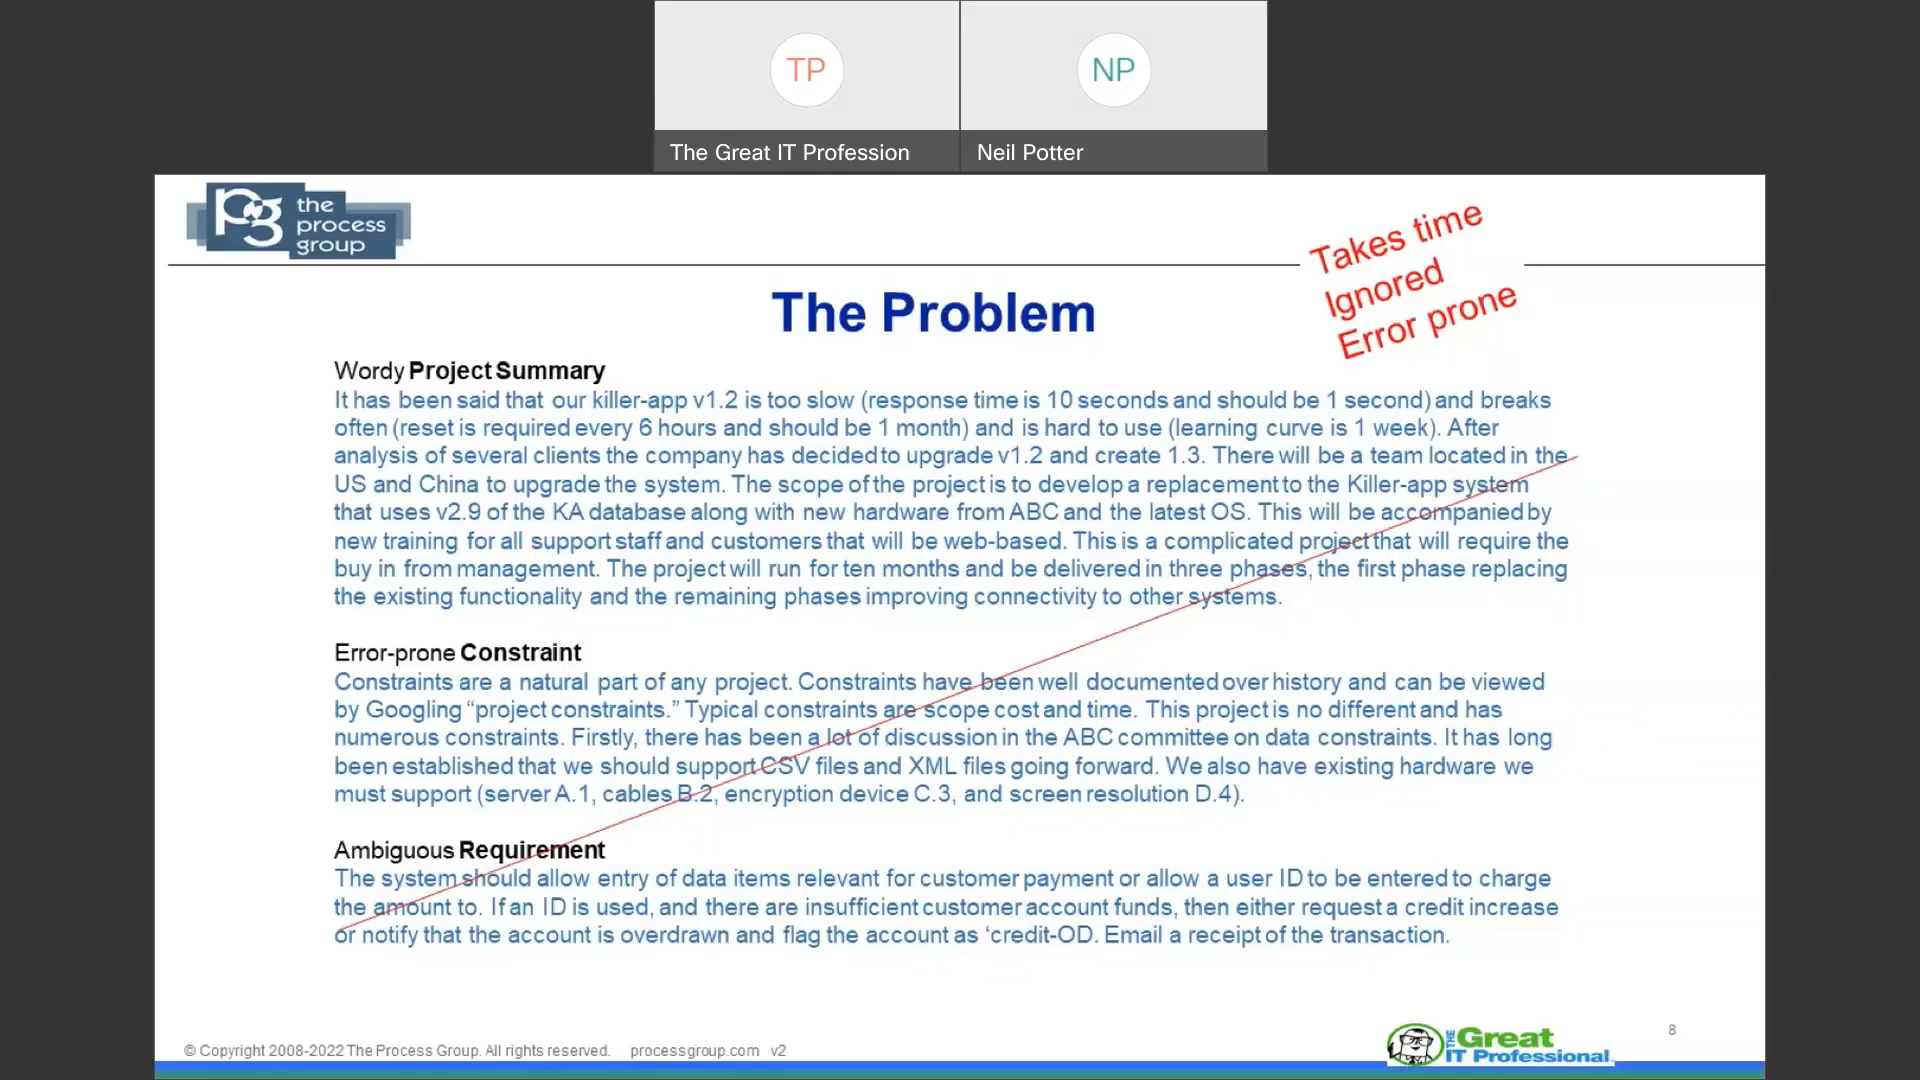 TP
NP
The Great IT Profession
Neil Potter
pg the
process
group
Takes time
Ignored
Error prone
The Problem
Wordy Project Summary
It has been said that our killer-app v1.2 is too slow (response time is 10 seconds and should be 1 second) and breaks
often (reset is required every 6 hours and should be 1 month) and is hard to use (learning curve is 1 week). After
analysis of several clients the company has decided to upgrade v1.2 and create 1.3. There will be a team located in the
US and China to upgrade the system. The scope of the project is to develop a replacement to the Killer-app system
that uses v2.9 of the KA database along with new hardware from ABC and the latest OS. This will be accompanied by
new training for all support staff and customers that will be web-based. This is a complicated project that will require the
buy in from management. The project will run for ten months and be delivered in three phases, the first phase replacing
the existing functionality and the remaining phases improving connectivity to other systems.
Error-prone Constraint
Constraints are a natural part of any project. Constraints have been well documented over history and can be viewed
by Googling “project constraints.” Typical constraints are scope cost and time. This project is no different and has
numerous constraints. Firstly, there has been a lot of discussion in the ABC committee on data constraints. It has long
been established that we should support CSV files and XML files going forward. We also have existing hardware we
must support (server A.1, cables B.2, encryption device C.3, and screen resolution D.4).
Ambiguous Requirement
The system should allow entry of data items relevant for customer payment or allow a user ID to be entered to charge
the amount to. If an ID is used, and there are insufficient customer account funds, then either request a credit increase
or notify that the account is overdrawn and flag the account as ‘credit-OD. Email a receipt of the transaction.
© Copyright 2008-2022 The Process Group. All rights reserved. processgroup.com v2
THE Great
IT Professional
8